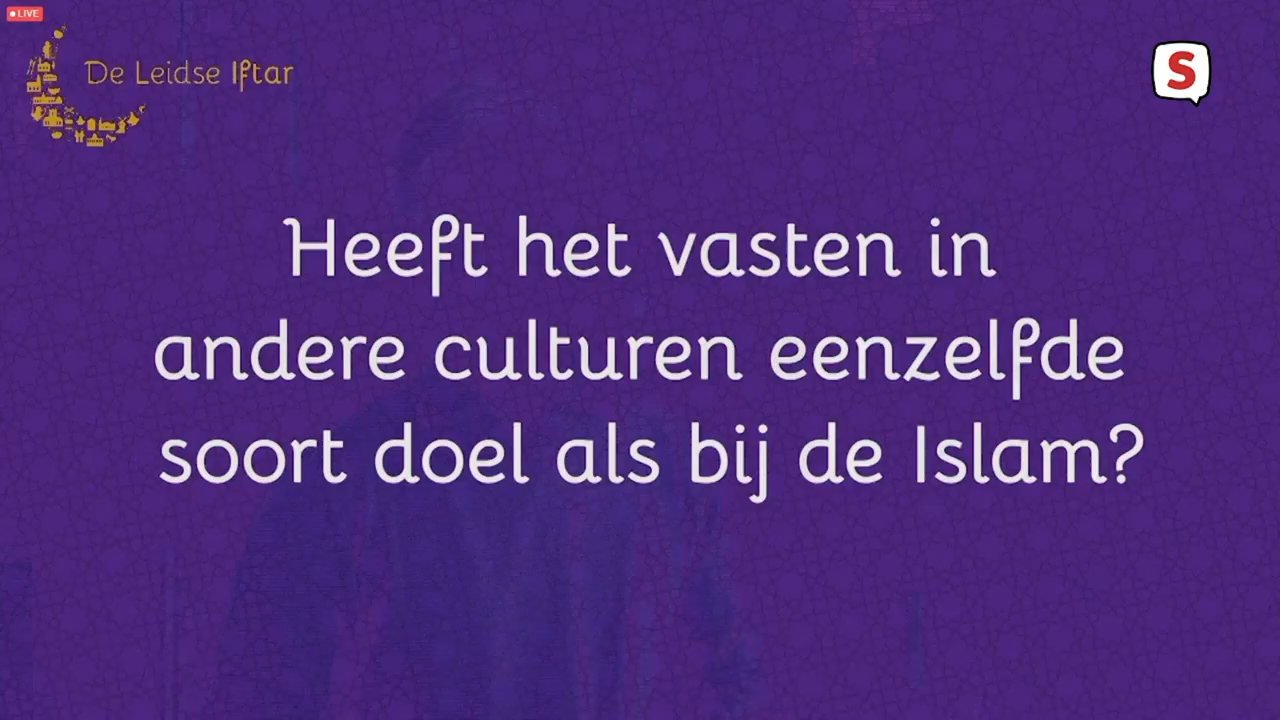 LIVE
De Leidse Iftar
S
Heeft het vasten in
andere culturen eenzelfde
soort doel als bij de Islam?